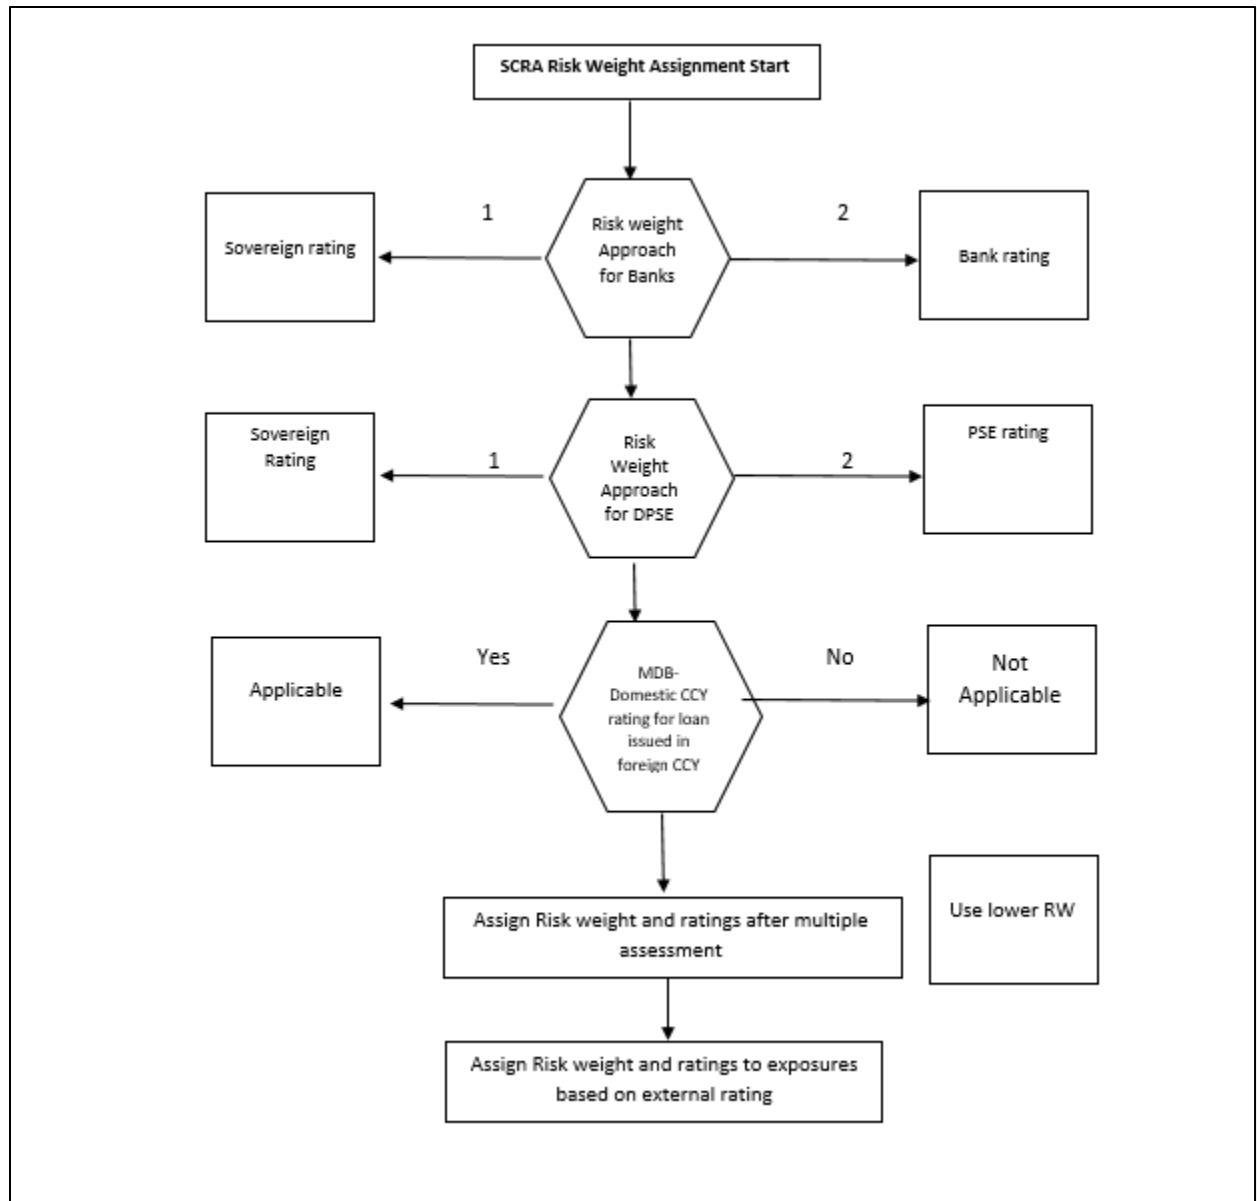 SCRA Risk Weight Assignment Start
1
Risk weight
Approach
for Banks
2
Sovereign rating
Bank rating
Sovereign
Rating
1
Risk
Weight
Approach
for DPSE
2
PSE rating
Applicable
Yes
MDB-
Domestic CCY
rating for loan
issued in
foreign CCY
No
Not
Applicable
Use lower RW
Assign Risk weight and ratings after multiple
assessment
Assign Risk weight and ratings to exposures
based on external rating